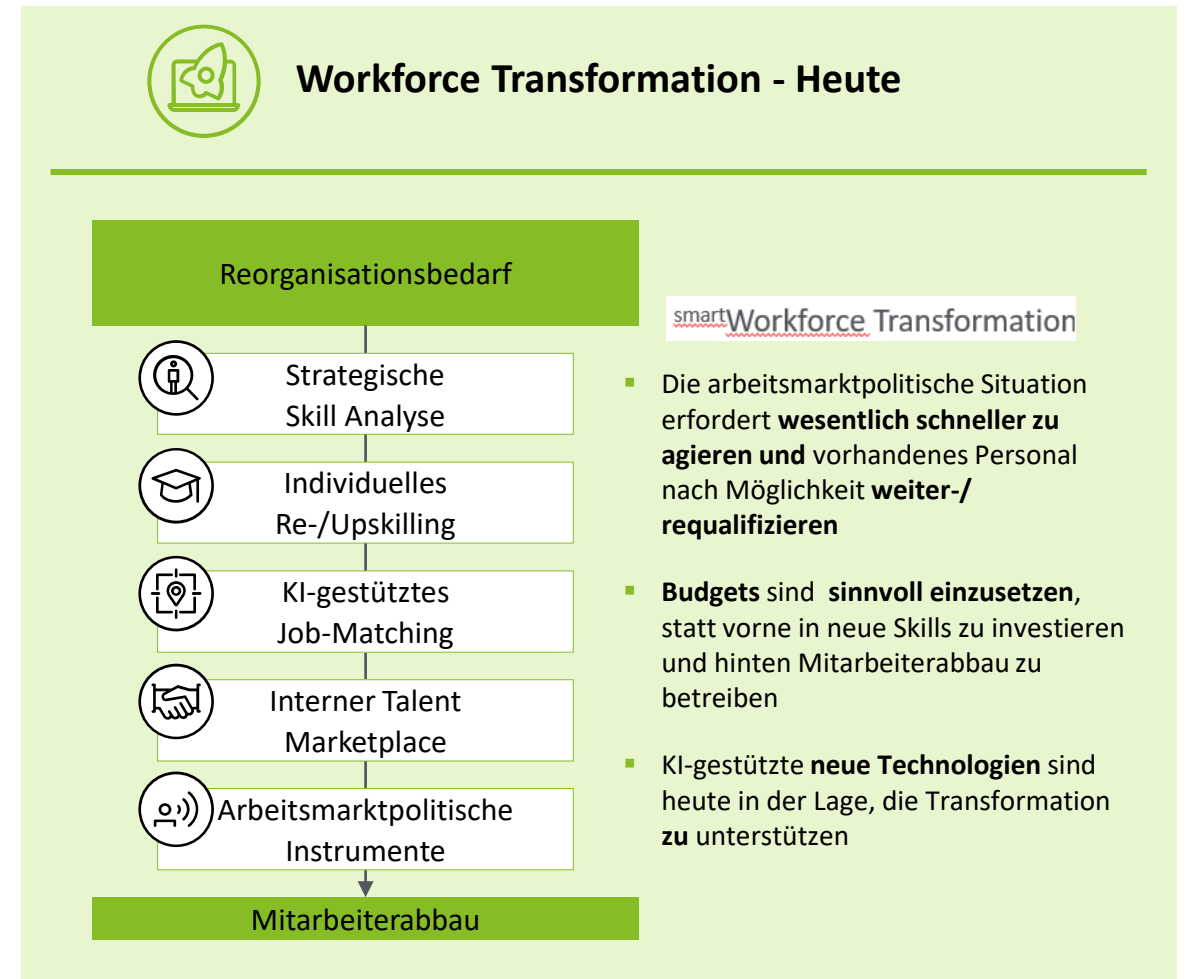 Workforce Transformation - Heute
Reorganisationsbedarf
Strategische
Skill Analyse
Individuelles
Re-/Upskilling
KI-gestütztes
Job-Matching
Interner Talent
Marketplace
Arbeitsmarktpolitische
Instrumente
Mitarbeiterabbau
smartWorkforce Transformation
▪ Die arbeitsmarktpolitische Situation
erfordert wesentlich schneller zu
agieren und vorhandenes Personal
nach Möglichkeit weiter-/
requalifizieren
▪ Budgets sind sinnvoll einzusetzen,
statt vorne in neue Skills zu investieren
und hinten Mitarbeiterabbau zu
betreiben
▪ KI-gestützte neue Technologien sind
heute in der Lage, die Transformation
zu unterstützen